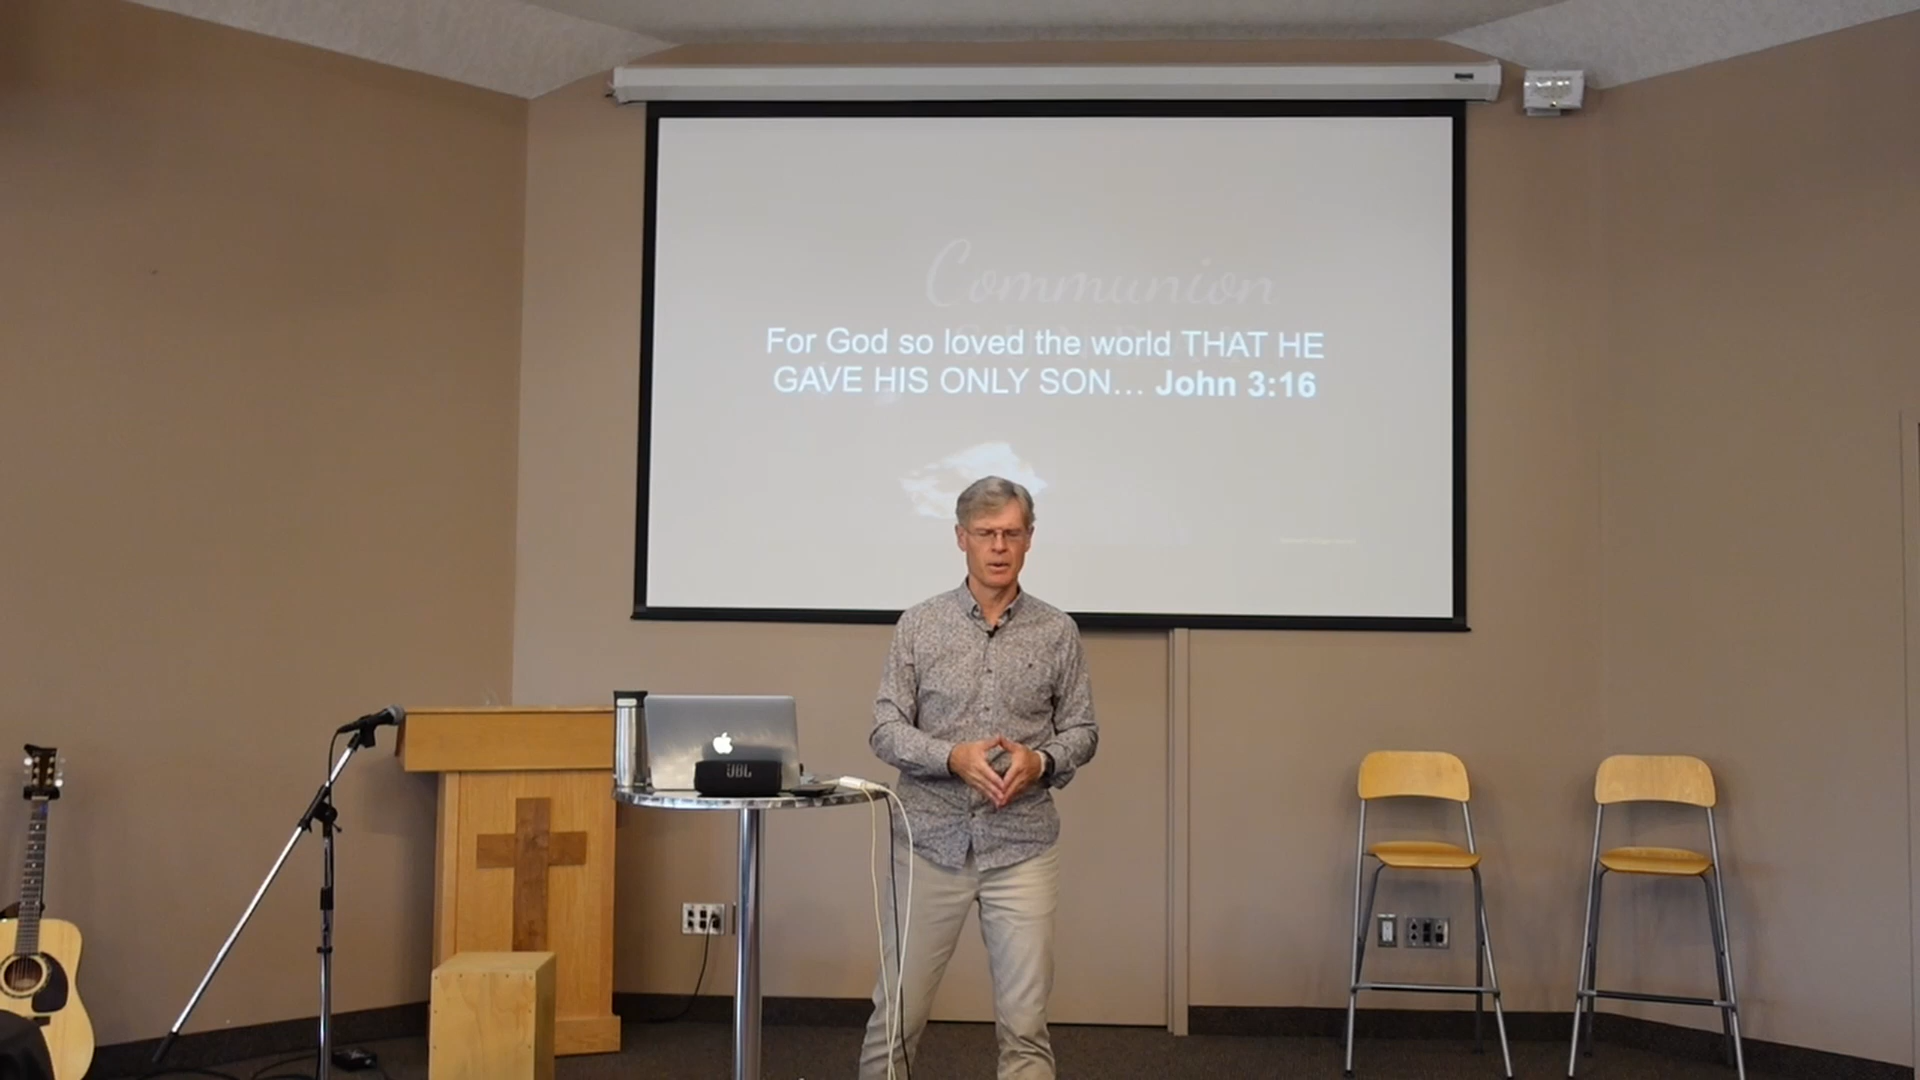 Communion
For God so loved the world THAT HE
GAVE HIS ONLY SON... John 3:16
JBL